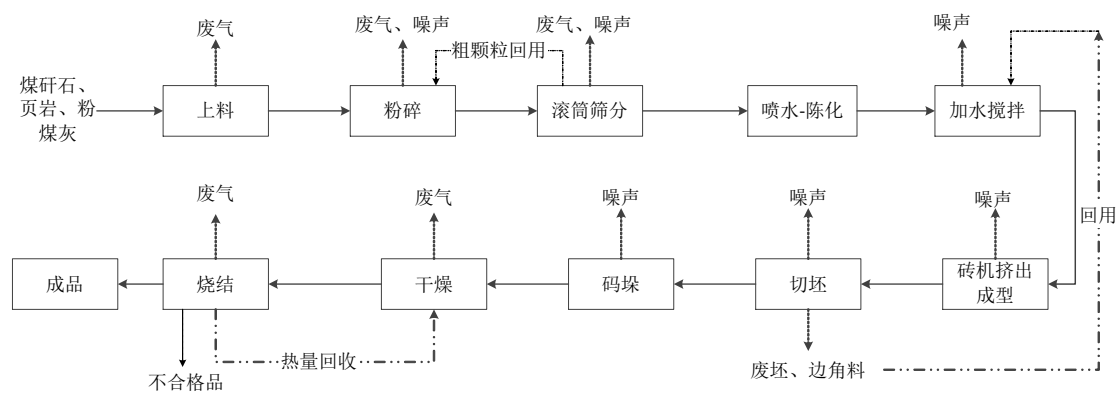 废气
废气、噪声
废气、噪声
噪声
粗颗粒回用
煤矸石、
页岩、粉
煤灰
上料
粉碎
滚筒筛分
喷水-陈化
加水搅拌
废气
废气
噪声
噪声
噪声
回用
成品
烧结
干燥
码垛
切坯
砖机挤出
成型
热量回收
不合格品
废坯、边角料